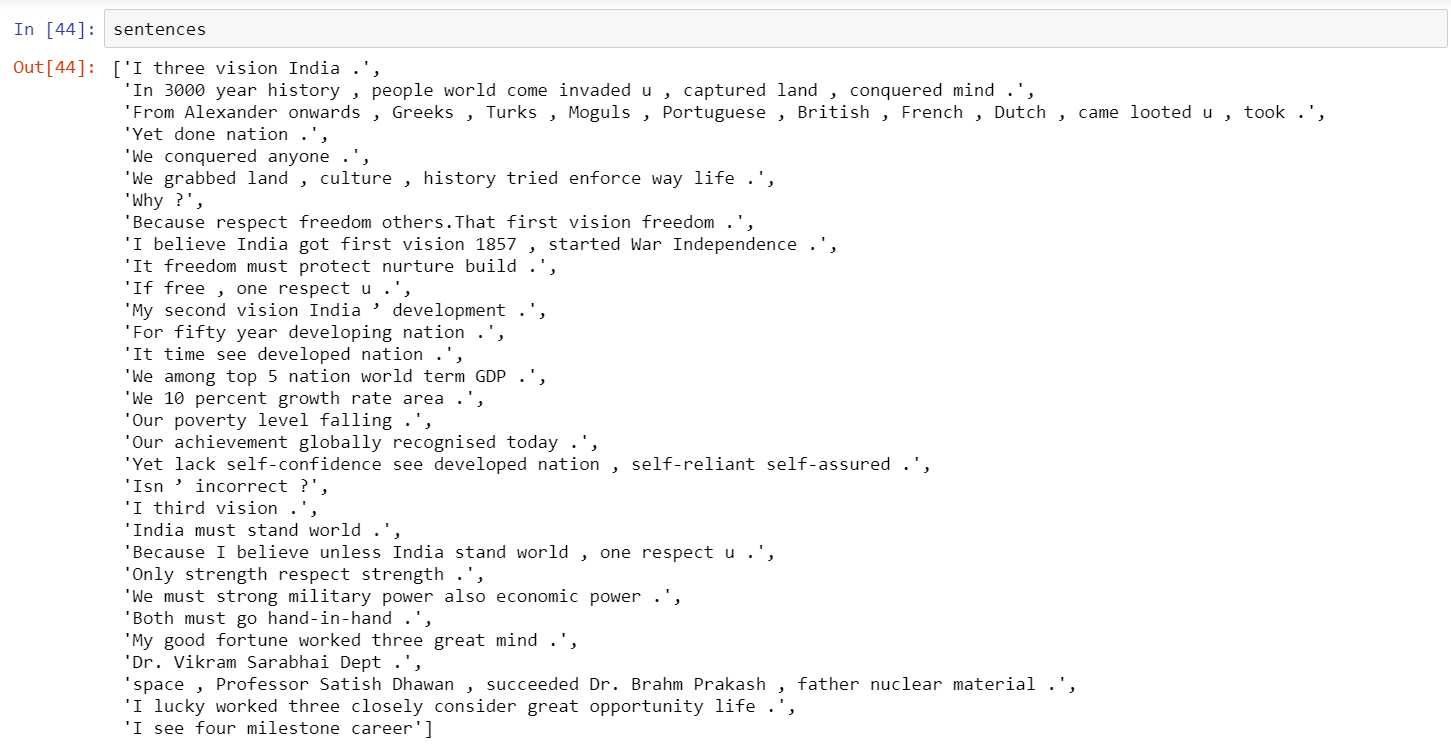 In [44]: sentences
Out[44]: ['I three vision India .',
'In 3000 year history , people world come invaded u , captured land , conquered mind .',
'From Alexander onwards , Greeks , Turks , Moguls , Portuguese , British , French , Dutch , came looted u , took .',
'Yet done nation .',
'We conquered anyone .',
'We grabbed land , culture , history tried enforce way life .',
'Why ?',
'Because respect freedom others.That first vision freedom .',
'I believe India got first vision 1857 , started War Independence .',
'It freedom must protect nurture build .',
'If free , one respect u .',
'My second vision India ’ development .',
'For fifty year developing nation .',
'It time see developed nation .',
'We among top 5 nation world term GDP .',
'We 10 percent growth rate area .',
'Our poverty level falling .',
'Our achievement globally recognised today .',
'Yet lack self-confidence see developed nation , self-reliant self-assured .',
'Isn ’ incorrect ?',
'I third vision .',
'India must stand world .',
'Because I believe unless India stand world , one respect u .',
'Only strength respect strength .',
'We must strong military power also economic power .',
'Both must go hand-in-hand .',
'My good fortune worked three great mind .',
'Dr. Vikram Sarabhai Dept .',
'space , Professor Satish Dhawan , succeeded Dr. Brahm Prakash , father nuclear material .',
'I lucky worked three closely consider great opportunity life .',
'I see four milestone career']